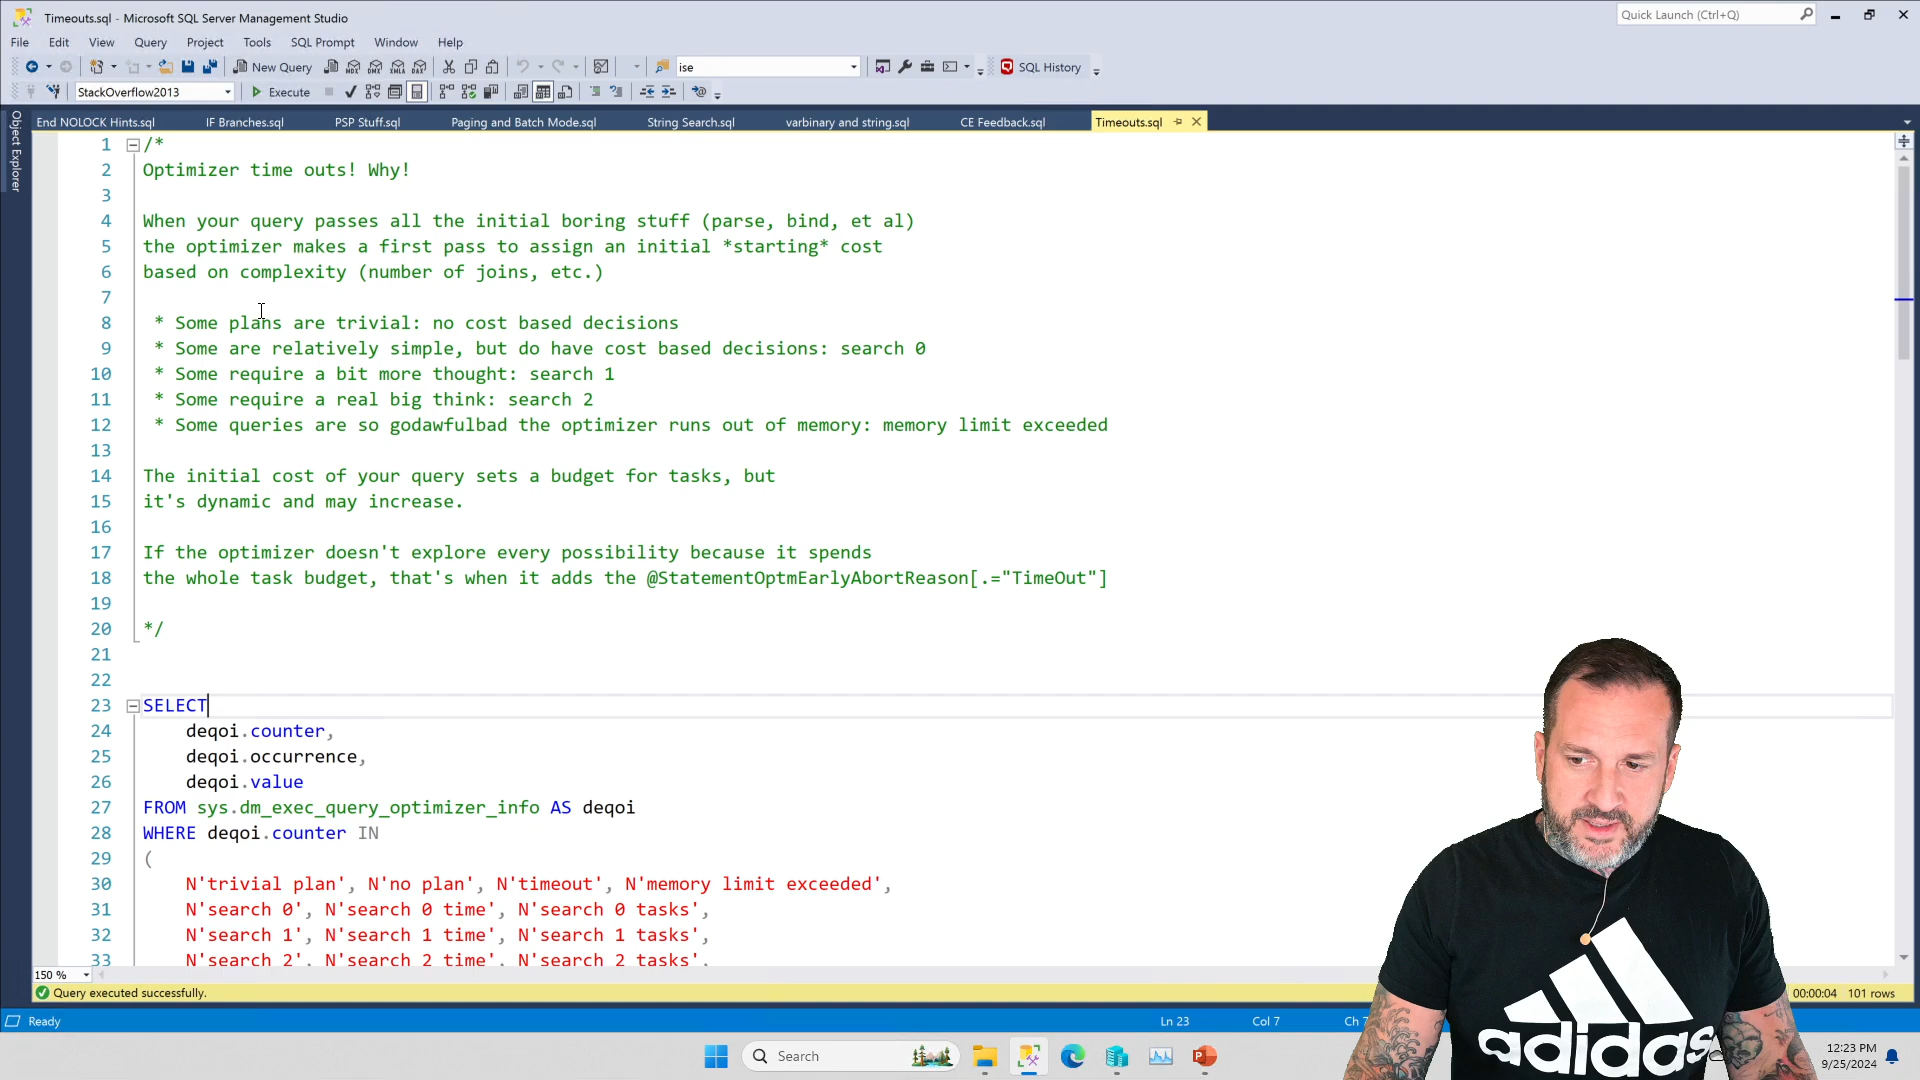 Timeouts.sql - Microsoft SQL Server Management Studio
Quick Launch (Ctrl+Q)
File Edit View Query Project Tools SQL Prompt Window Help
New Query
ise
SQL History
StackOverflow2013
Execute
Object Explorer
End NOLOCK Hints.sql IF Branches.sql PSP Stuff.sql Paging and Batch Mode.sql String Search.sql varbinary and string.sql CE Feedback.sql Timeouts.sql
1 /*
2 Optimizer time outs! Why!
3
4 When your query passes all the initial boring stuff (parse, bind, et al)
5 the optimizer makes a first pass to assign an initial *starting* cost
6 based on complexity (number of joins, etc.)
7
8 * Some plans are trivial: no cost based decisions
9 * Some are relatively simple, but do have cost based decisions: search 0
10 * Some require a bit more thought: search 1
11 * Some require a real big think: search 2
12 * Some queries are so godawfulbad the optimizer runs out of memory: memory limit exceeded
13
14 The initial cost of your query sets a budget for tasks, but
15 it's dynamic and may increase.
16
17 If the optimizer doesn't explore every possibility because it spends
18 the whole task budget, that's when it adds the @StatementOptmEarlyAbortReason[.="TimeOut"]
19
20 */
21
22
23 SELECT
24 deqoi.counter,
25 deqoi.occurrence,
26 deqoi.value
27 FROM sys.dm_exec_query_optimizer_info AS deqoi
28 WHERE deqoi.counter IN
29 (
30 N'trivial plan', N'no plan', N'timeout', N'memory limit exceeded',
31 N'search 0', N'search 0 time', N'search 0 tasks',
32 N'search 1', N'search 1 time', N'search 1 tasks',
33 N'search 2', N'search 2 time', N'search 2 tasks',
150 %
Query executed successfully.
00:00:04 101 rows
Ready
Ln 23 Col 7 Ch 7
adidas
Search
12:23 PM
9/25/2024